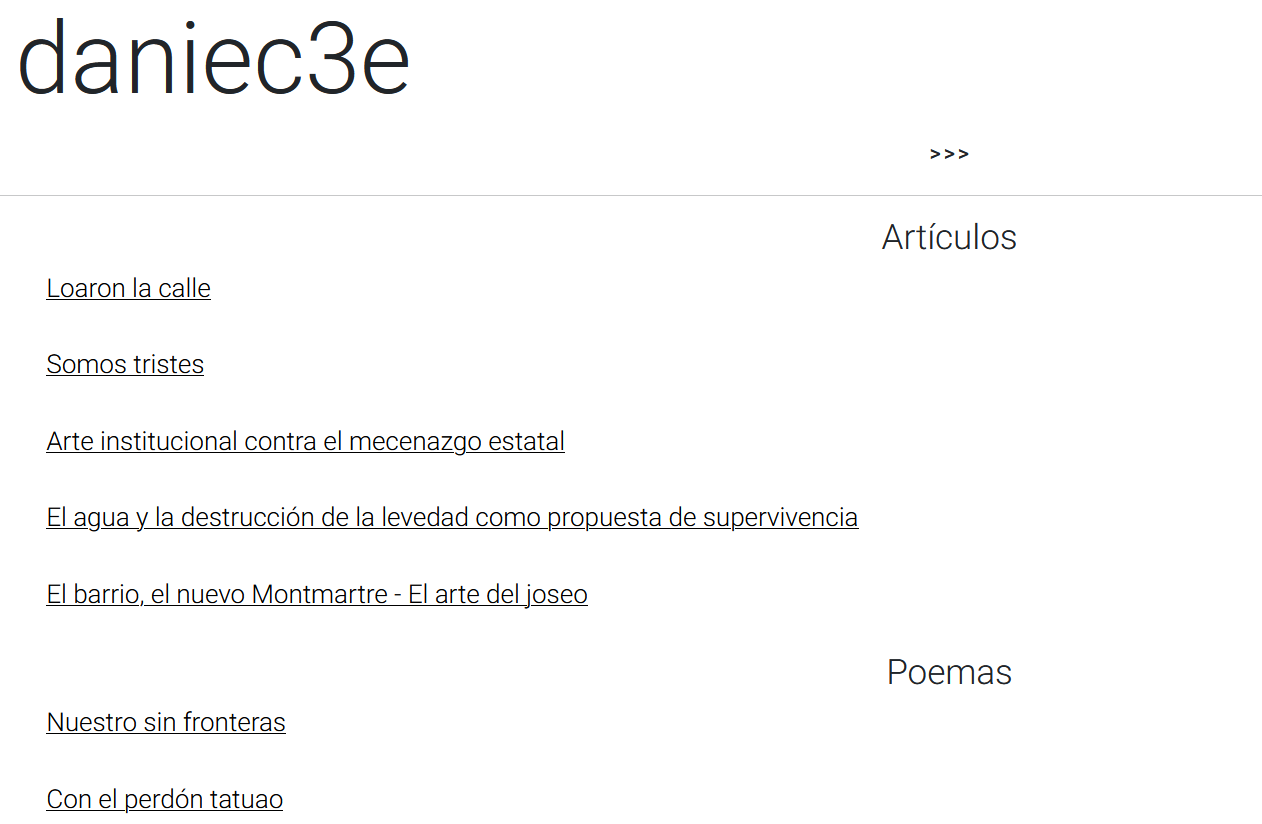 daniec3e
>>>
Artículos
Loaron la calle
Somos tristes
Arte institucional contra el mecenazgo estatal
El agua y la destrucción de la levedad como propuesta de supervivencia
El barrio, el nuevo Montmartre - El arte del joseo
Poemas
Nuestro sin fronteras
Con el perdón tatuao